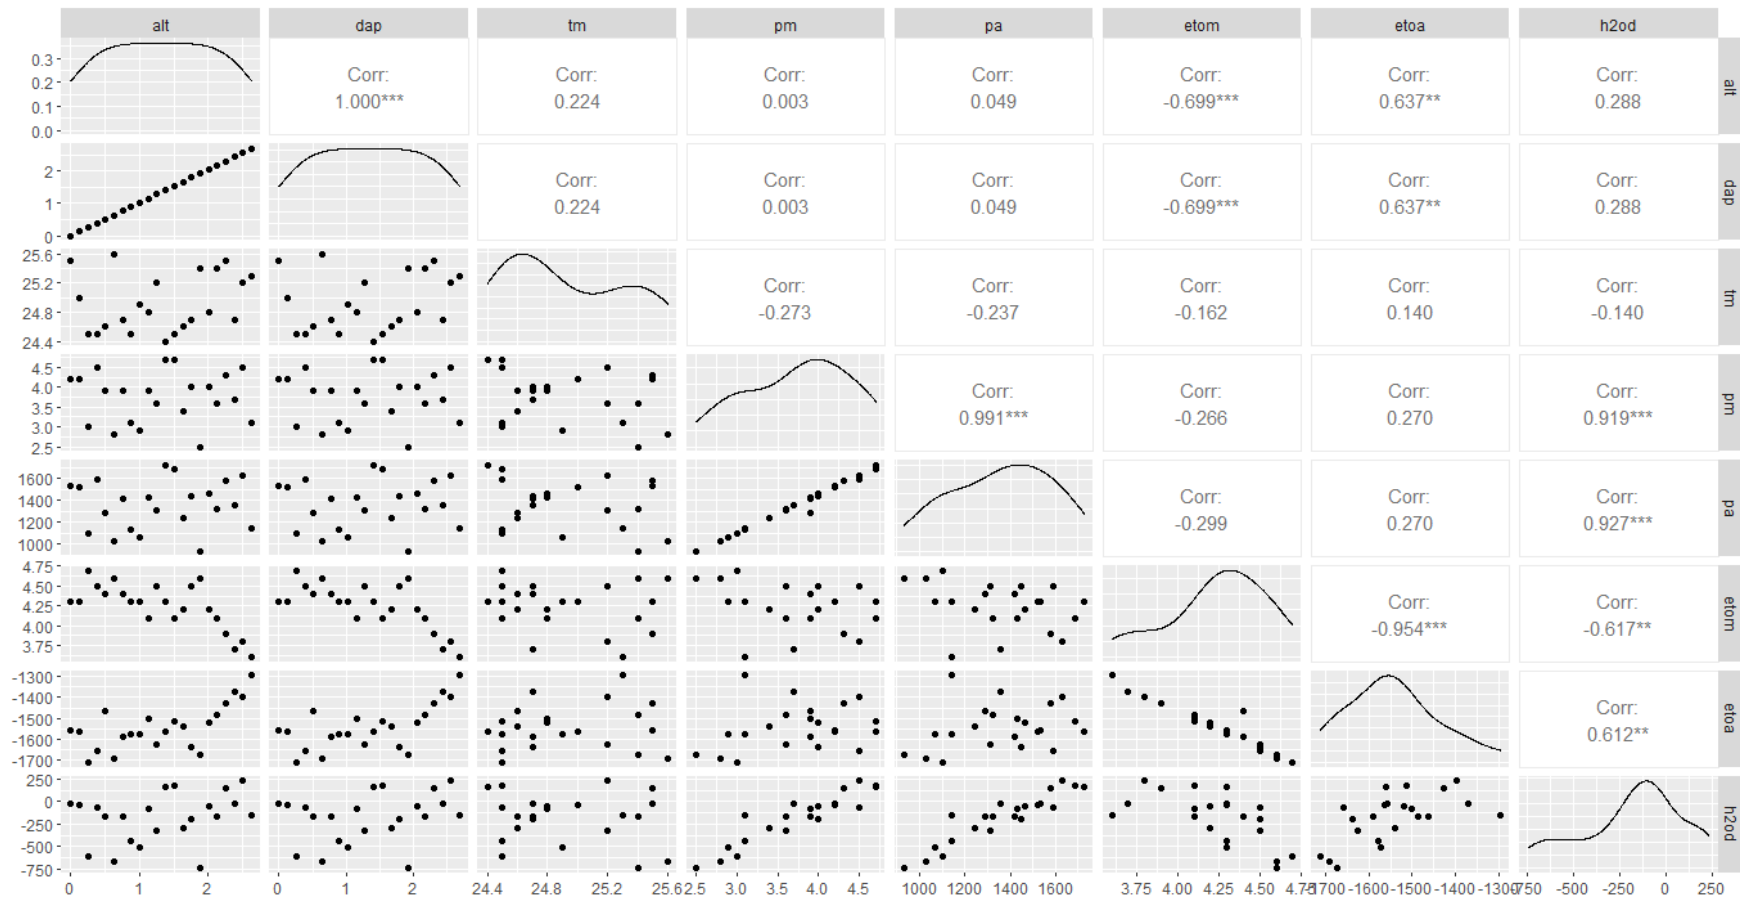 alt dap tm pm pa etom etoa h2od
0.3
0.2
0.1
0.0
Corr:
1.000***
Corr:
0.224
Corr:
0.003
Corr:
0.049
Corr:
-0.699***
Corr:
0.637**
Corr:
0.288
alt
2
1
0
Corr:
0.224
Corr:
0.003
Corr:
0.049
Corr:
-0.699***
Corr:
0.637**
Corr:
0.288
dap
25.6
25.2
24.8
24.4
Corr:
-0.273
Corr:
-0.237
Corr:
-0.162
Corr:
0.140
Corr:
-0.140
tm
4.5
4.0
3.5
3.0
2.5
Corr:
0.991***
Corr:
-0.266
Corr:
0.270
Corr:
0.919***
pm
1600
1400
1200
1000
Corr:
-0.299
Corr:
0.270
Corr:
0.927***
pa
4.75
4.50
4.25
4.00
3.75
Corr:
-0.954***
Corr:
-0.617**
etom
-1300
-1400
-1500
-1600
-1700
Corr:
0.612**
etoa
250
0
-250
-500
-750
h2od
0 1 2 0 1 2 24.4 24.8 25.2 25.6 2.5 3.0 3.5 4.0 4.5 1000 1200 1400 1600 3.75 4.00 4.25 4.50 4.75 -1700 -1600 -1500 -1400 -1300 -750 -500 -250 0 250